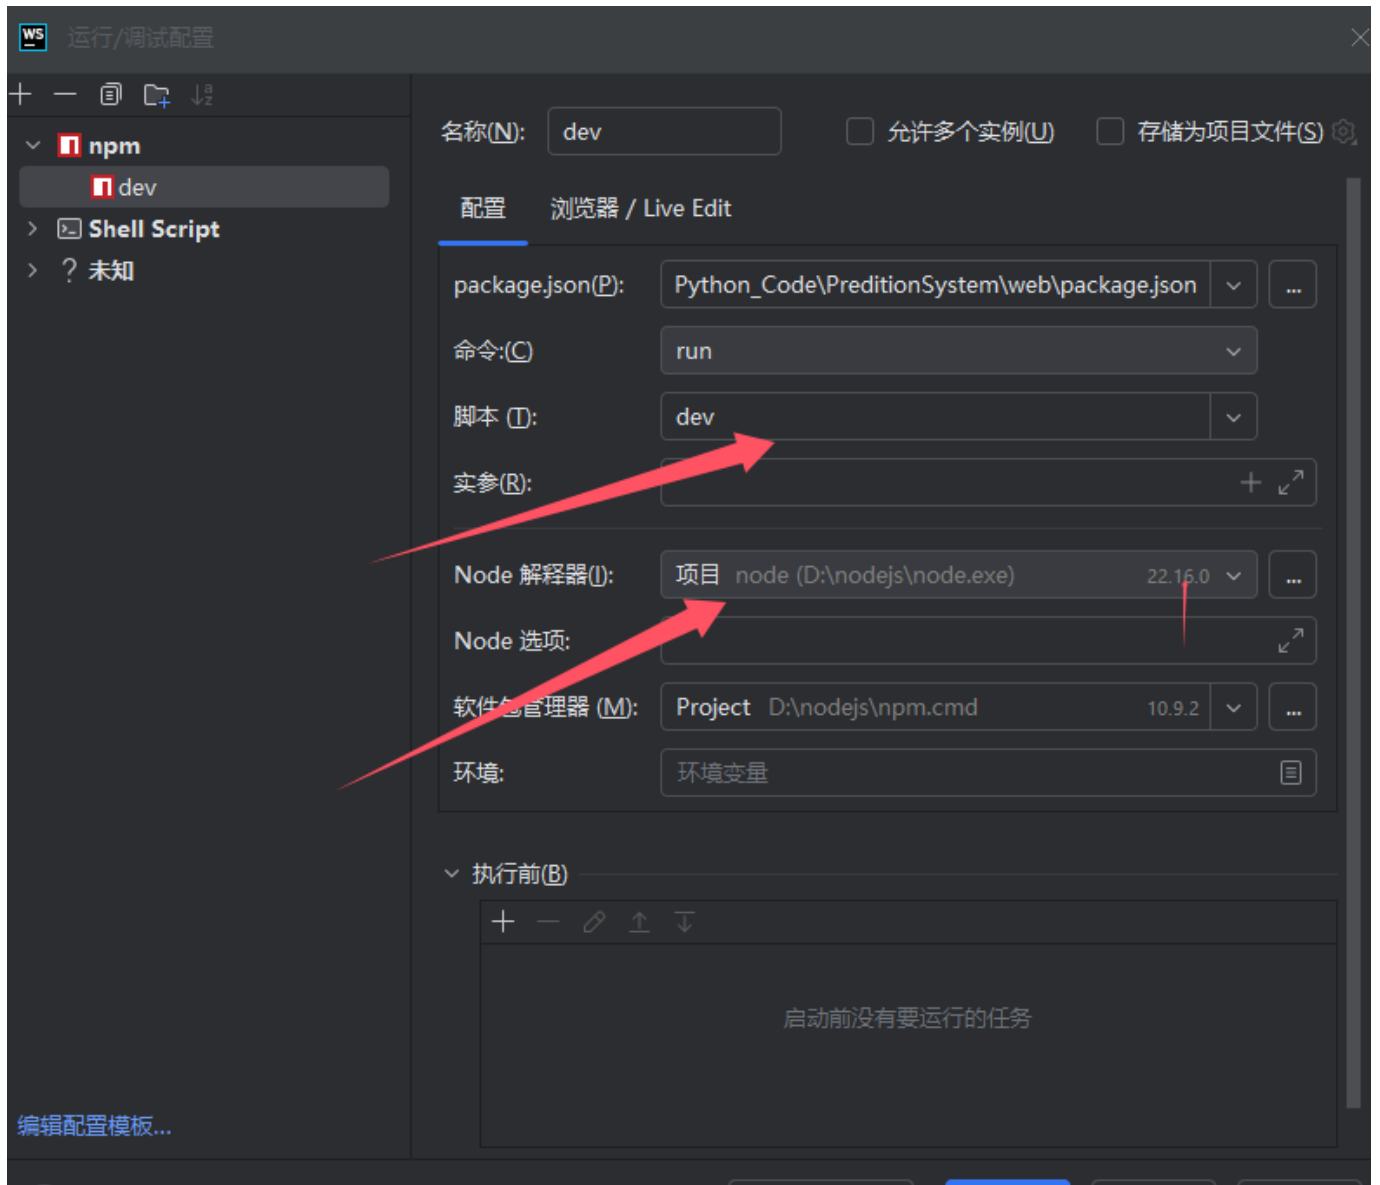 WS 运行/调试配置
npm
dev
Shell Script
? 未知
编辑配置模板...
名称(N): dev 允许多个实例(U) 存储为项目文件(S)
配置 浏览器 / Live Edit
package.json(P): Python_Code\PreditionSystem\web\package.json ...
命令:(C) run
脚本 (T): dev
实参(R):
Node 解释器(I): 项目 node (D:\nodejs\node.exe) 22.16.0 ...
Node 选项:
软件包管理器 (M): Project D:\nodejs\npm.cmd 10.9.2 ...
环境: 环境变量
执行前(B)
启动前没有要运行的任务